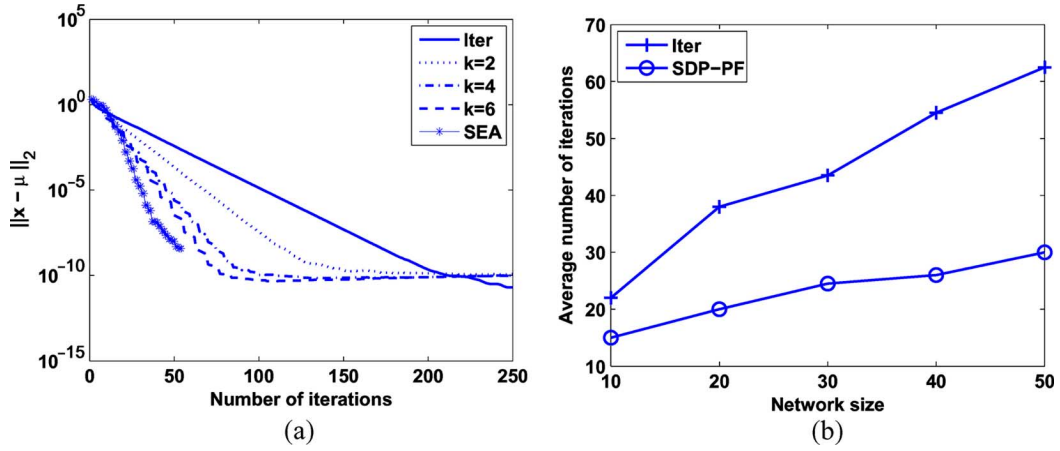 10^5
10^0
10^-5
10^-10
10^-15
||x − μ||_2
Iter
k=2
k=4
k=6
SEA
0 50 100 150 200 250
Number of iterations
(a)
70
60
50
40
30
20
10
Average number of iterations
Iter
SDP−PF
10 20 30 40 50
Network size
(b)